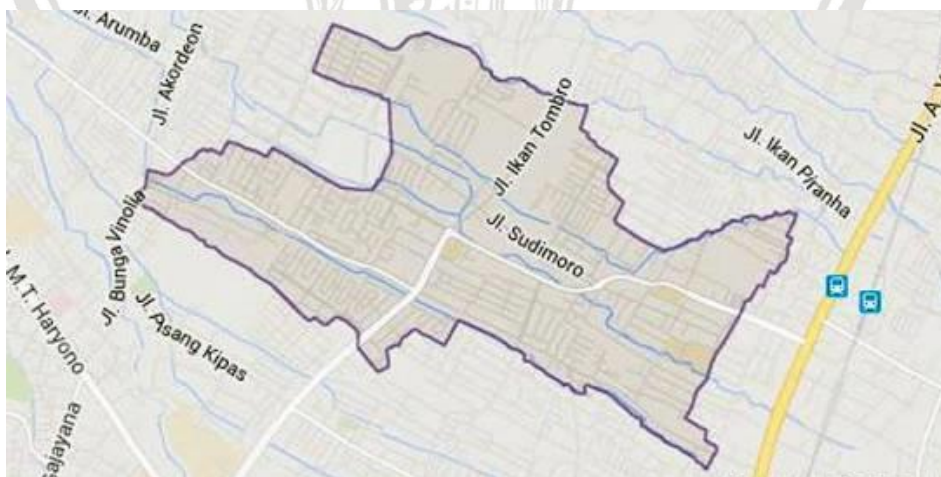 Jl. Arumba
Jl. Akordeon
Jl. Ikan Tombro
Jl. Ikan Piranha
Jl. A.
Jl. Sudimoro
Jl. Bunga Vinolia
Jl. Asang Kipas
M.T. Haryono
sajayana